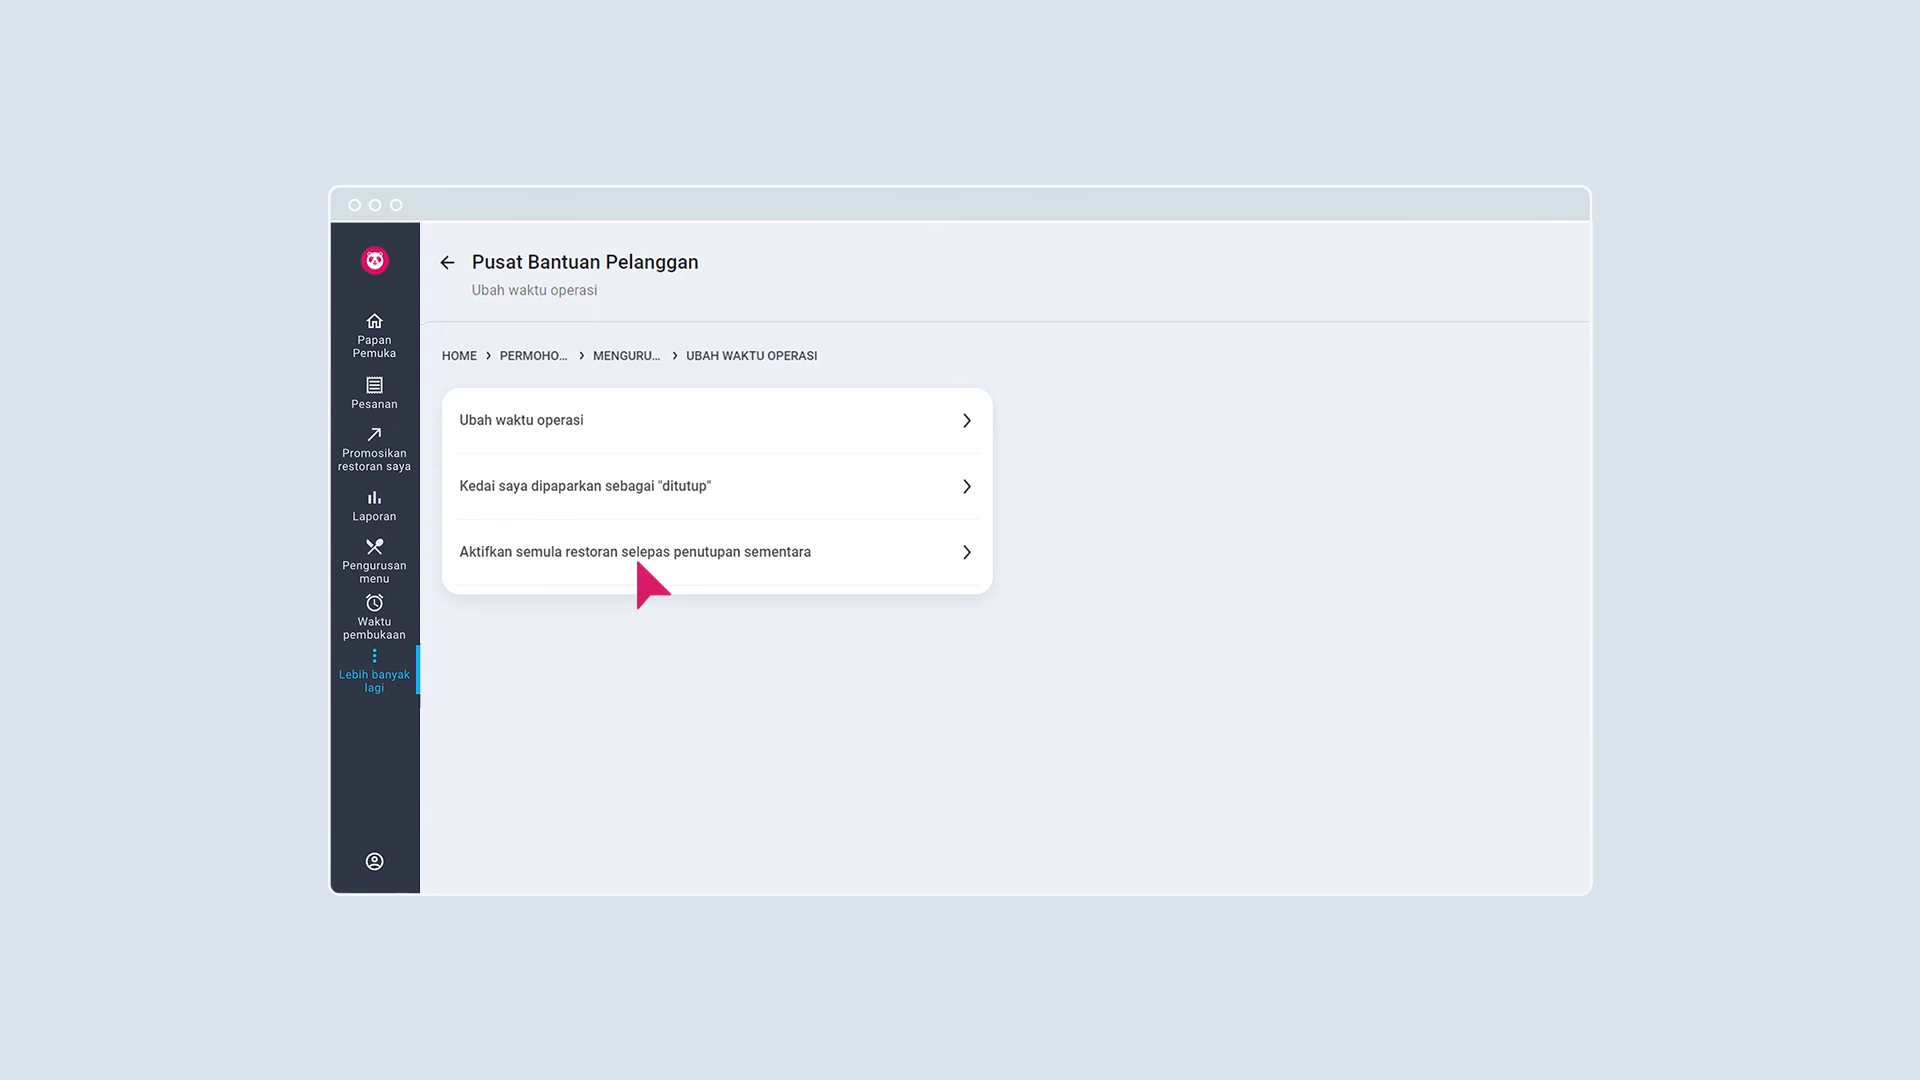 Pusat Bantuan Pelanggan
Ubah waktu operasi
Papan
Pemuka
Pesanan
Promosikan
restoran saya
Laporan
Pengurusan
menu
Waktu
pembukaan
Lebih banyak
lagi
HOME > PERMOHO... > MENGURU... > UBAH WAKTU OPERASI
Ubah waktu operasi
Kedai saya dipaparkan sebagai "ditutup"
Aktifkan semula restoran selepas penutupan sementara